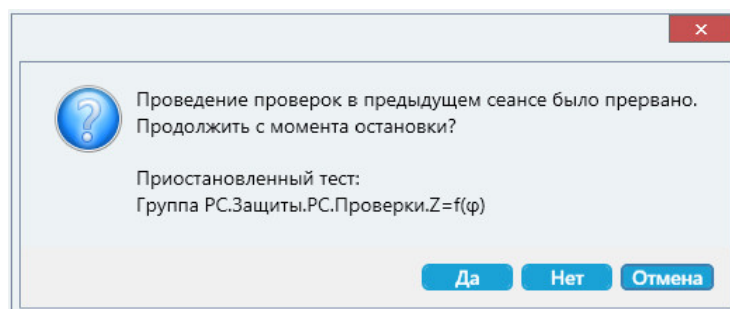 Проведение проверок в предыдущем сеансе было прервано.
Продолжить с момента остановки?
Приостановленный тест:
Группа РС.Защиты.РС.Проверки.Z=f(φ)
Да Нет Отмена